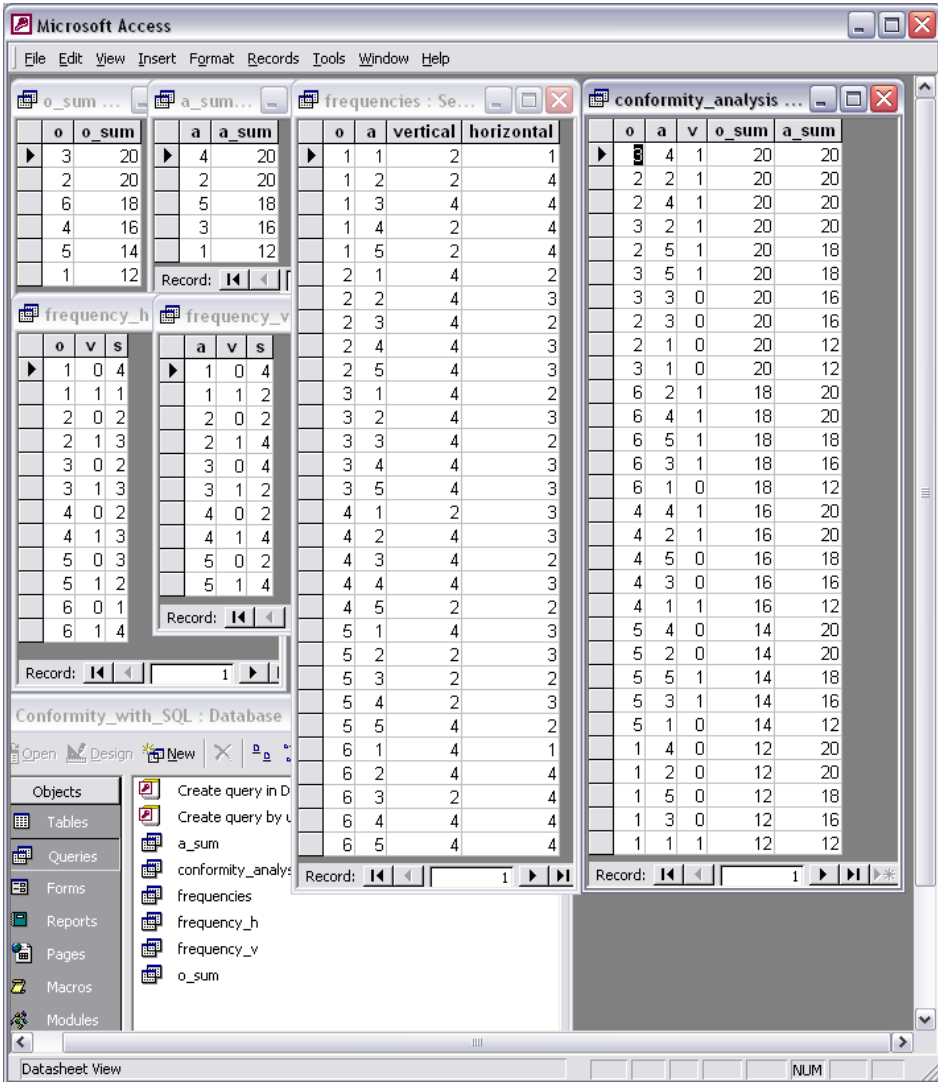 Microsoft Access
File Edit View Insert Format Records Tools Window Help
o_sum ...
o o_sum
3 20
2 20
6 18
4 16
5 14
1 12
a_sum...
a a_sum
4 20
2 20
5 18
3 16
1 12
Record:
frequency_h
o v s
1 0 4
1 1 1
2 0 2
2 1 3
3 0 2
3 1 3
4 0 2
4 1 3
5 0 3
5 1 2
6 0 1
6 1 4
Record: 1
frequency_v
a v s
1 0 4
1 1 2
2 0 2
2 1 4
3 0 4
3 1 2
4 0 2
4 1 4
5 0 2
5 1 4
Record:
frequencies : Se...
o a vertical horizontal
1 1 2 1
1 2 2 4
1 3 4 4
1 4 2 4
1 5 2 4
2 1 4 2
2 2 4 3
2 3 4 2
2 4 4 3
2 5 4 3
3 1 4 2
3 2 4 3
3 3 4 2
3 4 4 3
3 5 4 3
4 1 2 3
4 2 4 3
4 3 4 2
4 4 4 3
4 5 2 2
5 1 4 3
5 2 2 3
5 3 2 2
5 4 2 3
5 5 4 2
6 1 4 1
6 2 4 4
6 3 2 4
6 4 4 4
6 5 4 4
Record: 1
conformity_analysis ...
o a v o_sum a_sum
3 4 1 20 20
2 2 1 20 20
2 4 1 20 20
3 2 1 20 20
2 5 1 20 18
3 5 1 20 18
3 3 0 20 16
2 3 0 20 16
2 1 0 20 12
3 1 0 20 12
6 2 1 18 20
6 4 1 18 20
6 5 1 18 18
6 3 1 18 16
6 1 0 18 12
4 4 1 16 20
4 2 1 16 20
4 5 0 16 18
4 3 0 16 16
4 1 1 16 12
5 4 0 14 20
5 2 0 14 20
5 5 1 14 18
5 3 1 14 16
5 1 0 14 12
1 4 0 12 20
1 2 0 12 20
1 5 0 12 18
1 3 0 12 16
1 1 1 12 12
Record: 1
Conformity_with_SQL : Database
Open Design New
Objects
Tables
Queries
Forms
Reports
Pages
Macros
Modules
Create query in D
Create query by u
a_sum
conformity_analys
frequencies
frequency_h
frequency_v
o_sum
Datasheet View
NUM